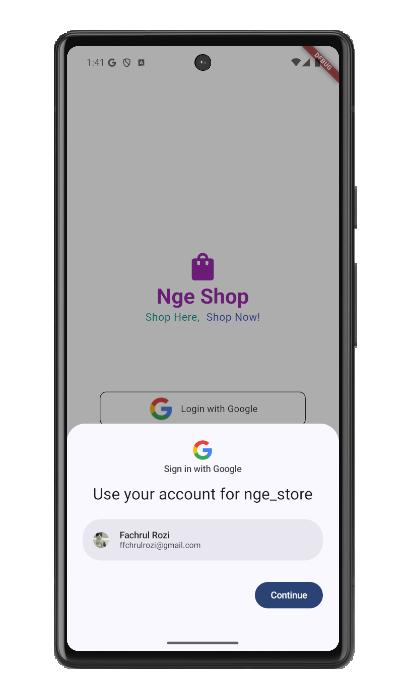 1:41
DEBUG
Nge Shop
Shop Here, Shop Now!
Login with Google
Sign in with Google
Use your account for nge_store
Fachrul Rozi
ffchrulrozi@gmail.com
Continue